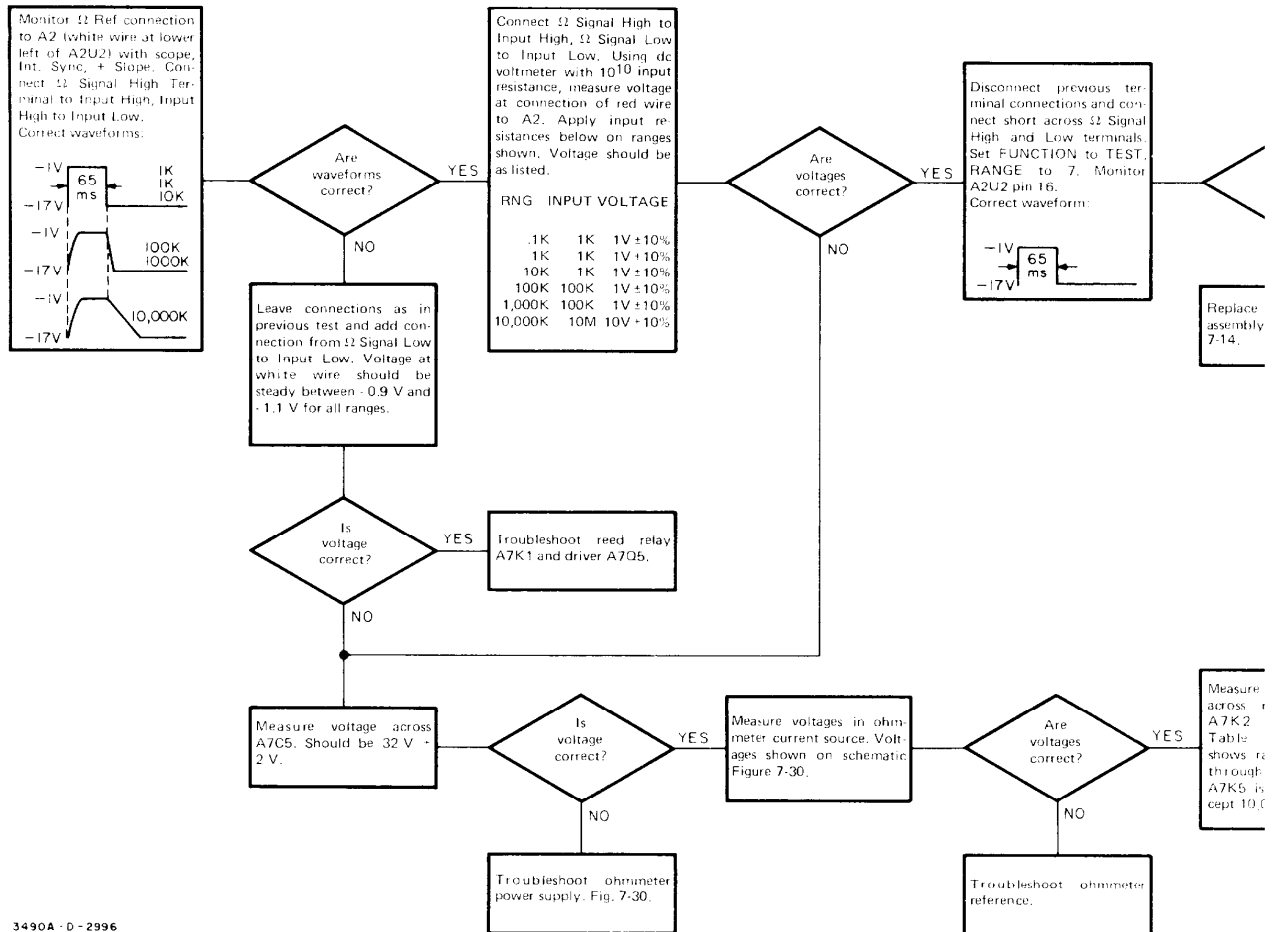 Monitor Ω Ref connection
to A2 (white wire at lower
left of A2U2) with scope,
Int. Sync, + Slope. Con-
nect Ω Signal High Ter-
minal to Input High, Input
High to Input Low.
Correct waveforms:
-1V
65
ms
-17V
1K
1K
10K
-1V
-17V
100K
1000K
-1V
-17V
10,000K
Are
waveforms
correct?
YES
NO
Connect Ω Signal High to
Input High, Ω Signal Low
to Input Low. Using dc
voltmeter with 10¹⁰ input
resistance, measure voltage
at connection of red wire
to A2. Apply input re-
sistances below on ranges
shown. Voltage should be
as listed.
RNG INPUT VOLTAGE
.1K 1K 1V ±10%
1K 1K 1V ±10%
10K 1K 1V ±10%
100K 100K 1V ±10%
1,000K 100K 1V ±10%
10,000K 10M 10V +10%
Are
voltages
correct?
YES
NO
Disconnect previous ter-
minal connections and con-
nect short across Ω Signal
High and Low terminals.
Set FUNCTION to TEST,
RANGE to 7. Monitor
A2U2 pin 16.
Correct waveform:
-1V
65
ms
-17V
Replace
assembly
7-14.
Leave connections as in
previous test and add con-
nection from Ω Signal Low
to Input Low. Voltage at
white wire should be
steady between - 0.9 V and
- 1.1 V for all ranges.
Is
voltage
correct?
YES
NO
Troubleshoot reed relay
A7K1 and driver A7Q5.
Measure voltage across
A7C5. Should be 32 V +
2 V.
Is
voltage
correct?
YES
NO
Measure voltages in ohm-
meter current source. Volt-
ages shown on schematic
Figure 7-30.
Are
voltages
correct?
YES
NO
Measure
across
A7K2
Table
shows
through
A7K5 is
cept
Troubleshoot ohmmeter
power supply. Fig. 7-30.
Troubleshoot ohmmeter
reference.
3490A-D-2996